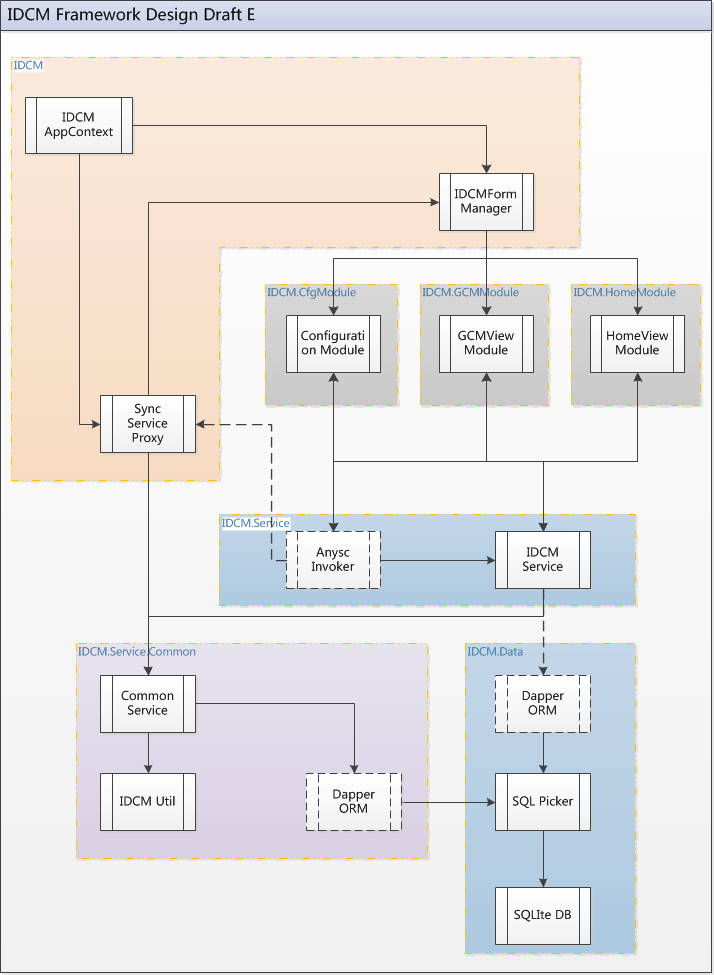 IDCM Framework Design Draft E
IDCM
IDCM
AppContext
IDCMForm
Manager
IDCM.CfgModule
IDCM.GCMModule
IDCM.HomeModule
Configurati
on Module
GCMView
Module
HomeView
Module
Sync
Service
Proxy
IDCM.Service
Anysc
Invoker
IDCM
Service
IDCM.Service.Common
IDCM.Data
Common
Service
Dapper
ORM
IDCM Util
Dapper
ORM
SQL Picker
SQLIte DB